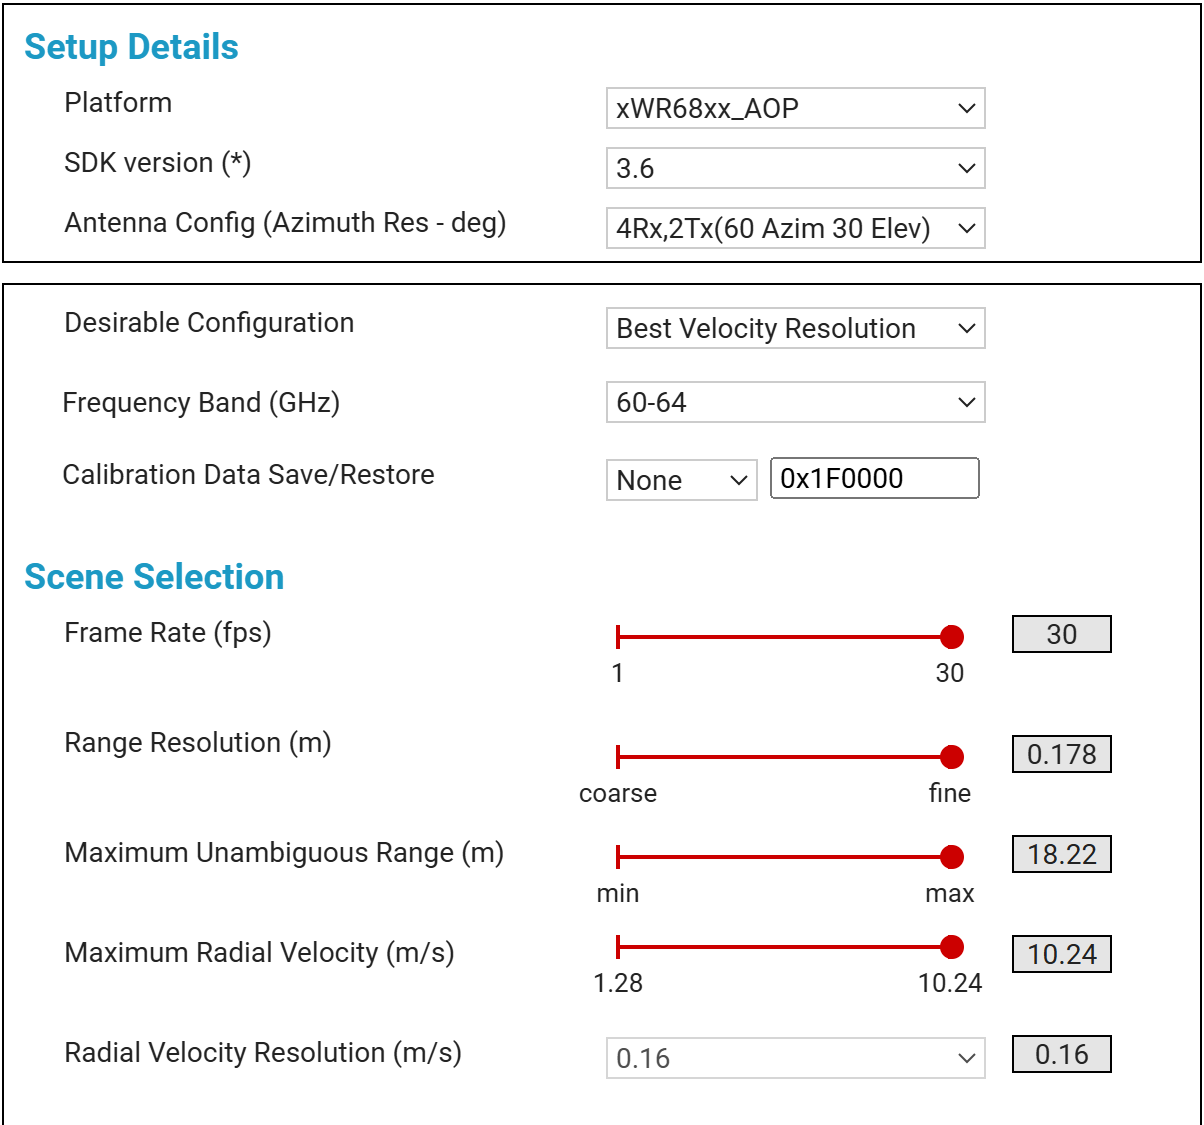 Setup Details
Platform xWR68xx_AOP
SDK version (*) 3.6
Antenna Config (Azimuth Res - deg) 4Rx,2Tx(60 Azim 30 Elev)
Desirable Configuration Best Velocity Resolution
Frequency Band (GHz) 60-64
Calibration Data Save/Restore None 0x1F0000
Scene Selection
Frame Rate (fps) 30
1 30
Range Resolution (m) 0.178
coarse fine
Maximum Unambiguous Range (m) 18.22
min max
Maximum Radial Velocity (m/s) 10.24
1.28 10.24
Radial Velocity Resolution (m/s) 0.16 0.16